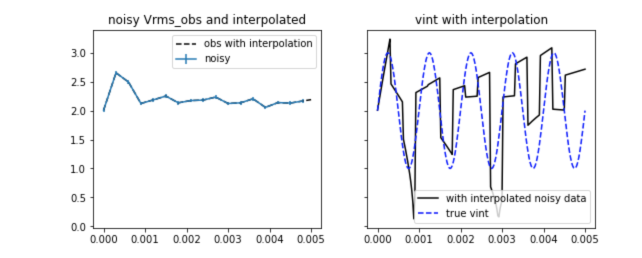 noisy Vrms_obs and interpolated
vint with interpolation
3.0
2.5
2.0
1.5
1.0
0.5
0.0
obs with interpolation
noisy
with interpolated noisy data
true vint
0.000 0.001 0.002 0.003 0.004 0.005
0.000 0.001 0.002 0.003 0.004 0.005